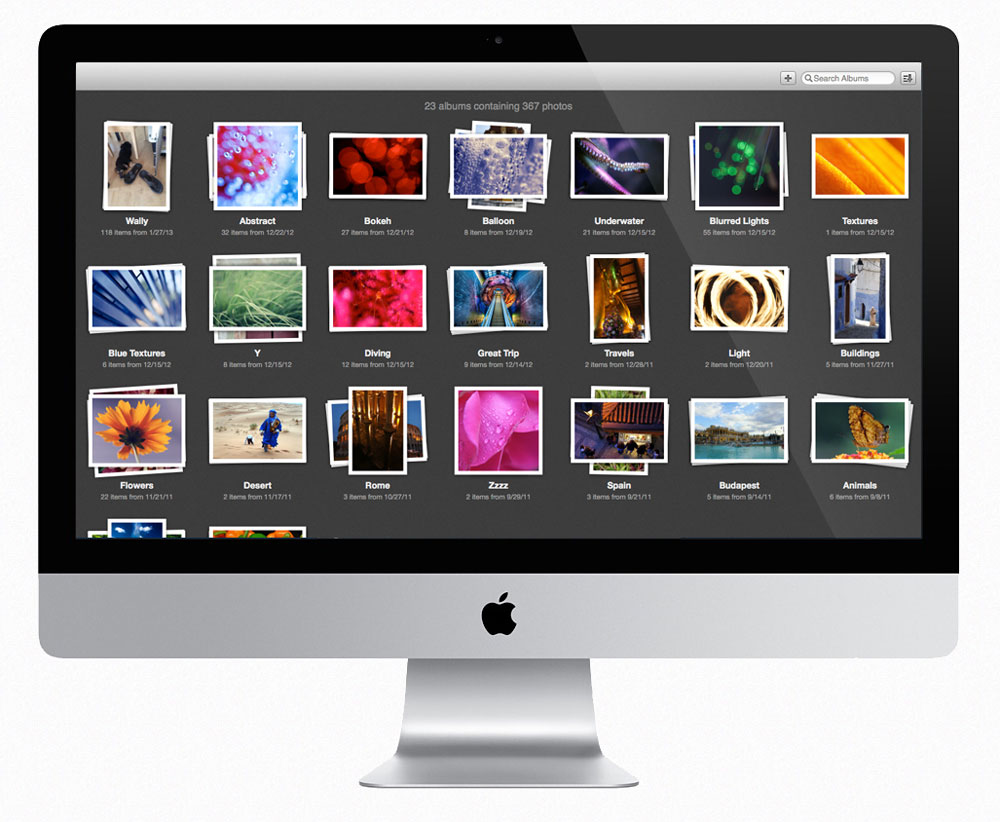 Search Albums
23 albums containing 367 photos
Wally Abstract Bokeh Balloon Underwater Blurred Lights Textures
118 items from 1/27/13 32 items from 12/22/12 27 items from 12/21/12 8 items from 12/19/12 21 items from 12/15/12 55 items from 12/15/12 1 items from 12/15/12
Blue Textures Y Diving Great Trip Travels Light Buildings
6 items from 12/15/12 8 items from 12/15/12 12 items from 12/15/12 9 items from 12/14/12 2 items from 12/28/11 2 items from 12/20/11 5 items from 11/27/11
Flowers Desert Rome Zzzz Spain Budapest Animals
22 items from 11/21/11 2 items from 11/17/11 3 items from 10/27/11 2 items from 9/29/11 3 items from 9/21/11 5 items from 9/14/11 6 items from 9/8/11